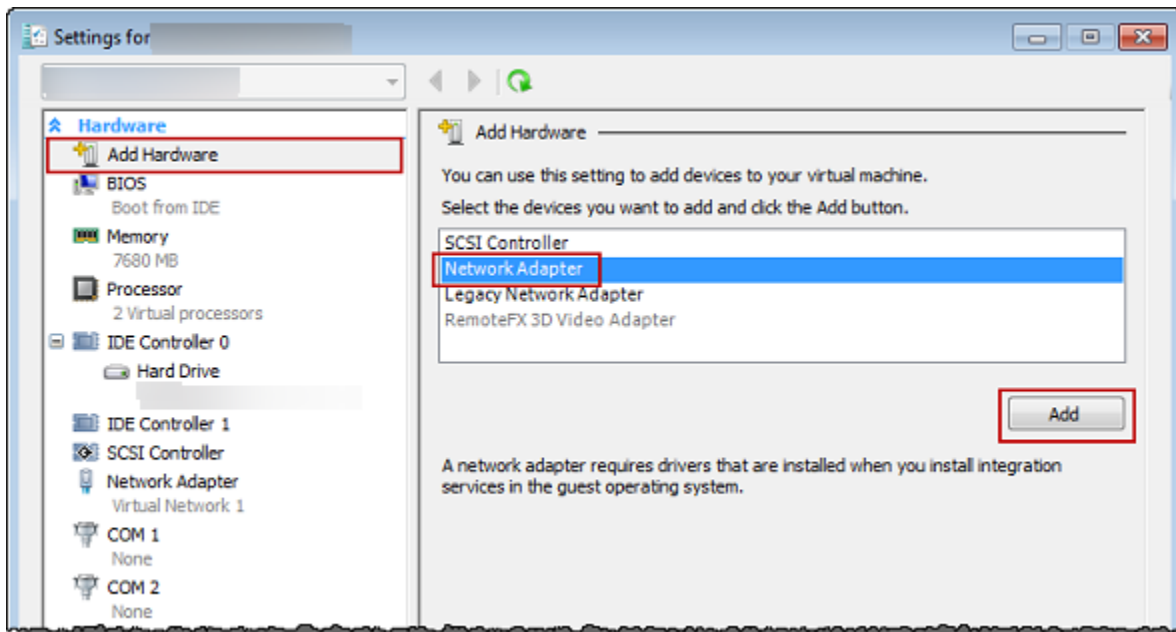 Settings for
Hardware
Add Hardware
BIOS
Boot from IDE
Memory
7680 MB
Processor
2 Virtual processors
IDE Controller 0
Hard Drive
IDE Controller 1
SCSI Controller
Network Adapter
Virtual Network 1
COM 1
None
COM 2
None
Add Hardware
You can use this setting to add devices to your virtual machine.
Select the devices you want to add and click the Add button.
SCSI Controller
Network Adapter
Legacy Network Adapter
RemoteFX 3D Video Adapter
Add
A network adapter requires drivers that are installed when you install integration
services in the guest operating system.